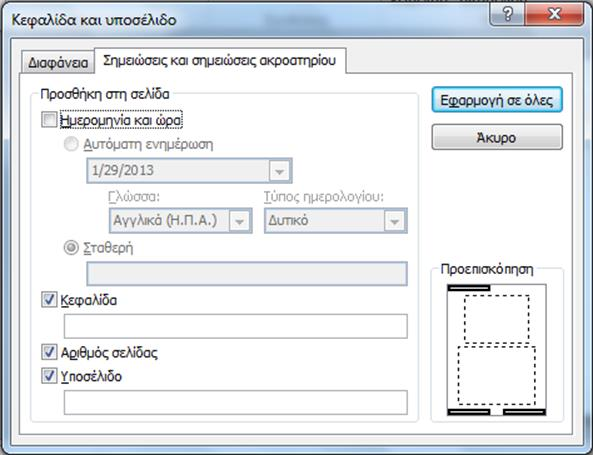 Κεφαλίδα και υποσέλιδο
Διαφάνεια
Σημειώσεις και σημειώσεις ακροατηρίου
Προσθήκη στη σελίδα
Ημερομηνία και ώρα
Αυτόματη ενημέρωση
1/29/2013
Γλώσσα: Τύπος ημερολογίου:
Αγγλικά (Η.Π.Α.) Δυτικό
Σταθερή
Κεφαλίδα
Αριθμός σελίδας
Υποσέλιδο
Εφαρμογή σε όλες
Άκυρο
Προεπισκόπηση